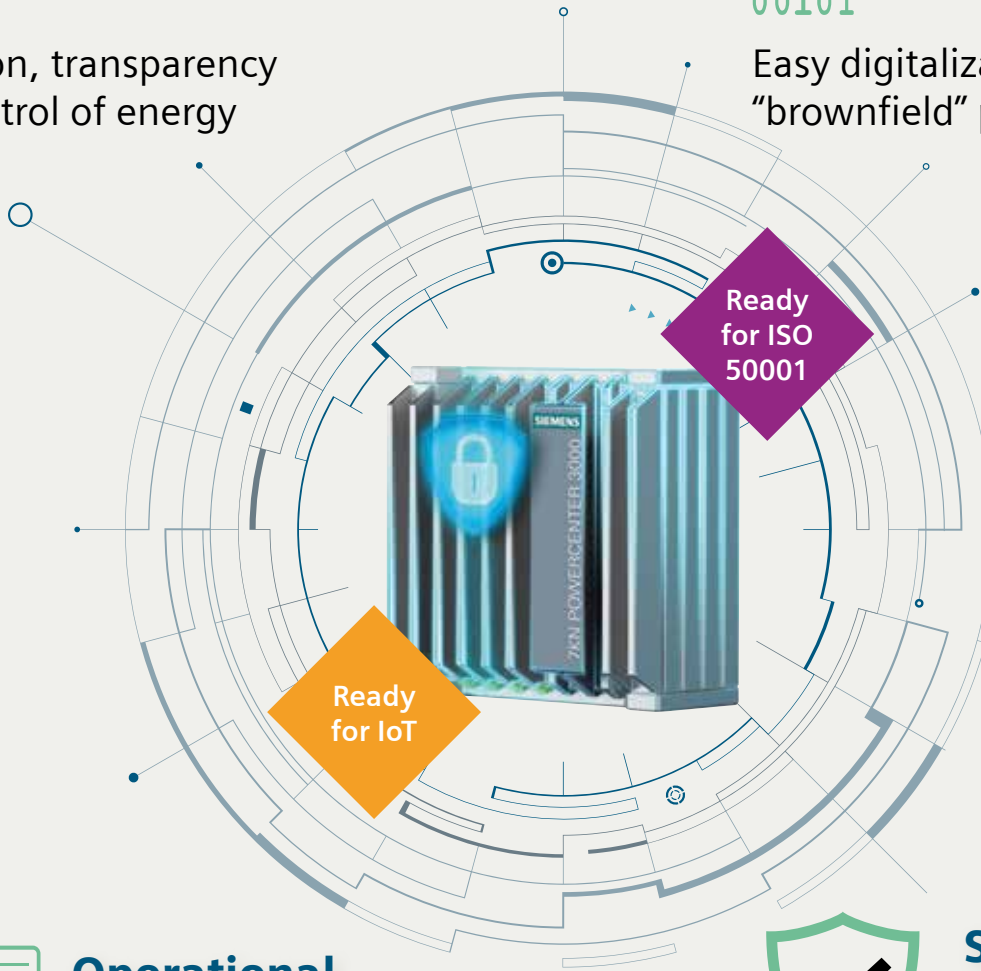 00101
on, transparency
trol of energy
Easy digitaliza
“brownfield” p
Ready
for ISO
50001
SIEMENS
7KN POWERCENTER 3000
Ready
for IoT
Operational
S